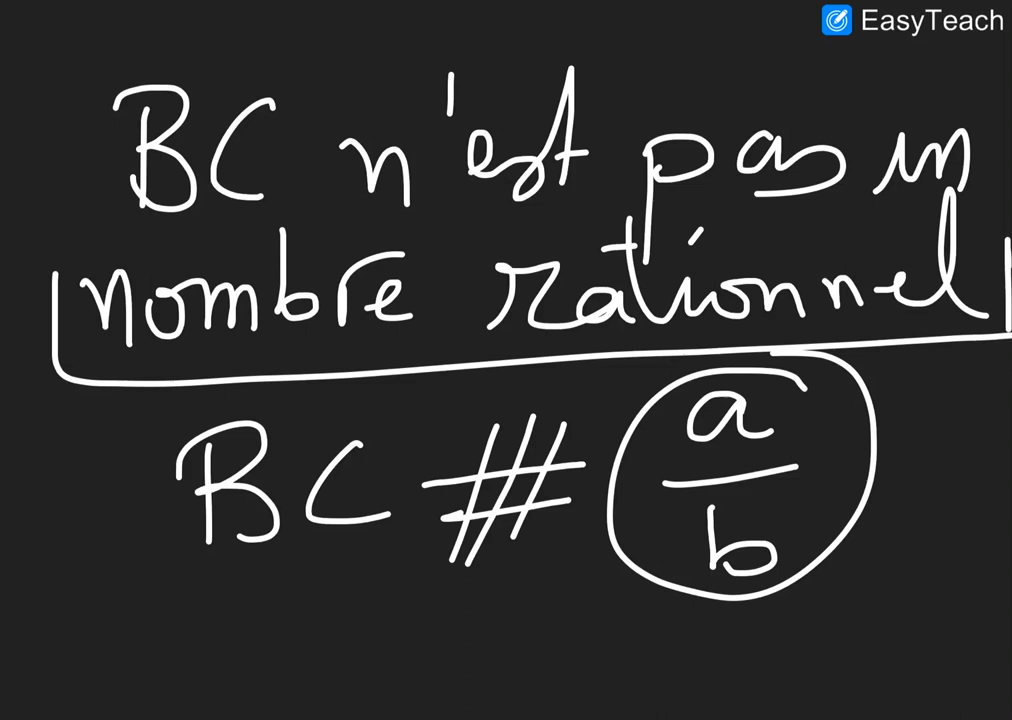 EasyTeach
BC n'est pas un
nombre rationnel
BC ≠ a/b